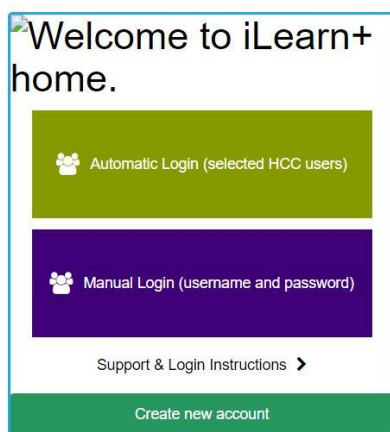 Welcome to iLearn+
home.
Automatic Login (selected HCC users)
Manual Login (username and password)
Support & Login Instructions
Create new account